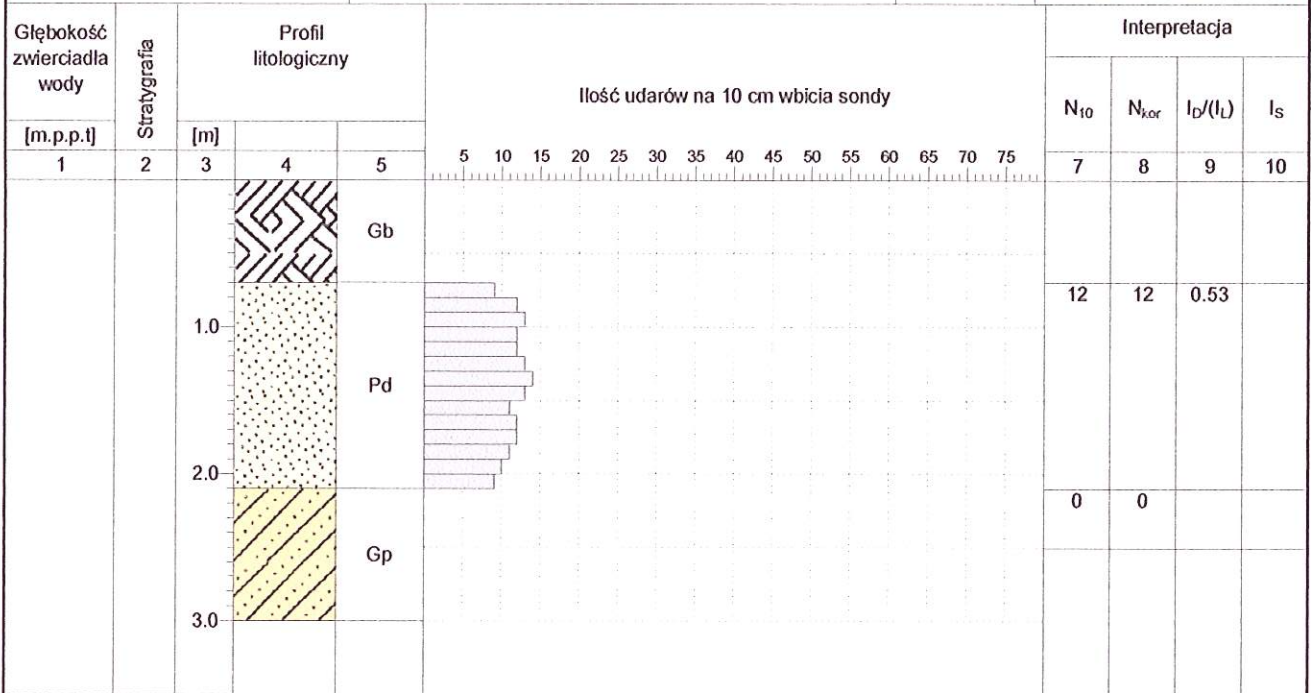 Głębokość
zwierciadła
wody
[m.p.p.t]
1
Stratygrafia
2
Profil
litologiczny
[m]
3
4
5
Ilość udarów na 10 cm wbicia sondy
5 10 15 20 25 30 35 40 45 50 55 60 65 70 75
Interpretacja
N10 Nkor ID/(IL) IS
7 8 9 10
Gb
12 12 0.53
1.0
Pd
2.0
0 0
Gp
3.0